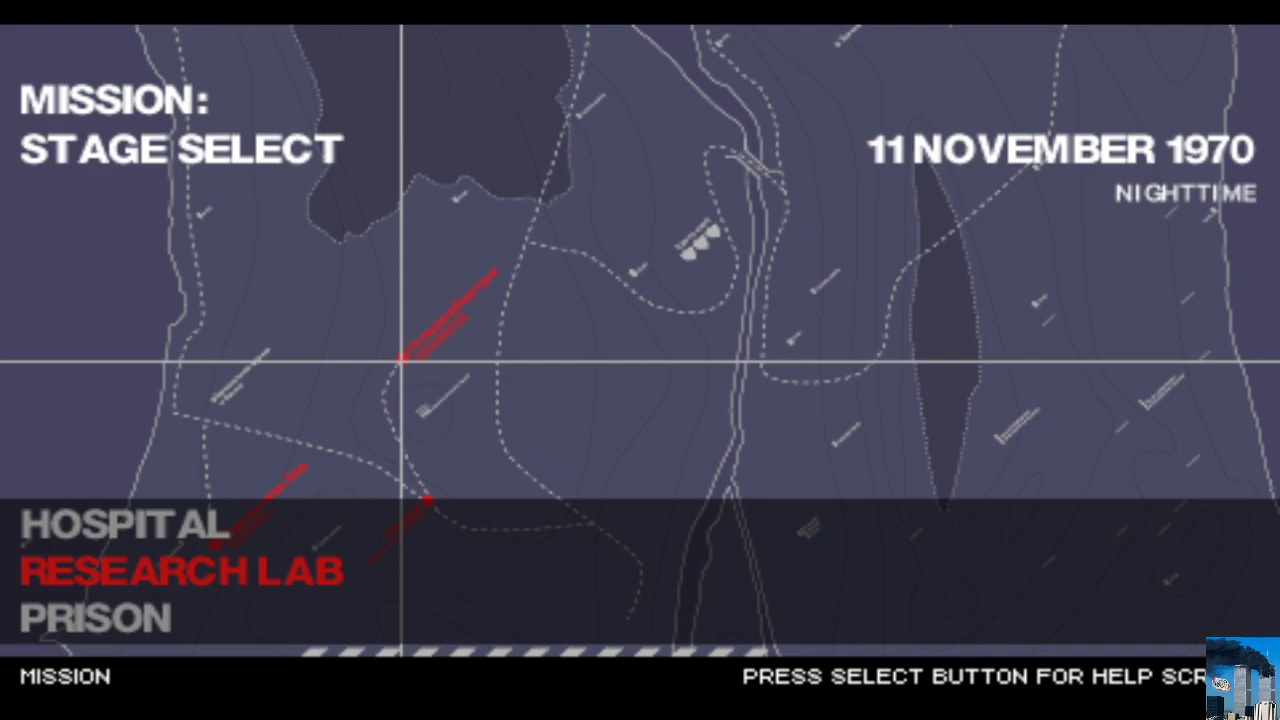 MISSION:
STAGE SELECT
11 NOVEMBER 1970
NIGHTTIME
HOSPITAL
RESEARCH LAB
PRISON
MISSION
PRESS SELECT BUTTON FOR HELP SCR